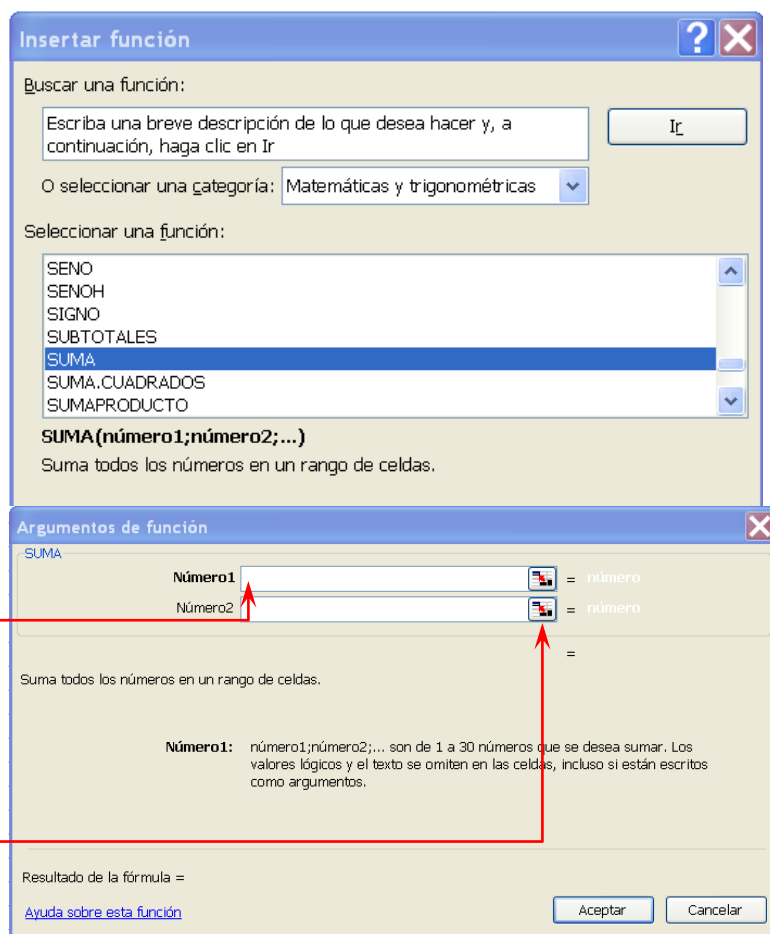 Insertar función
Buscar una función:
Escriba una breve descripción de lo que desea hacer y, a
continuación, haga clic en Ir
Ir
O seleccionar una categoría: Matemáticas y trigonométricas
Seleccionar una función:
SENO
SENOH
SIGNO
SUBTOTALES
SUMA
SUMA.CUADRADOS
SUMAPRODUCTO
SUMA(número1;número2;...)
Suma todos los números en un rango de celdas.
Argumentos de función
SUMA
Número1 = número
Número2 = número
=
Suma todos los números en un rango de celdas.
Número1: número1;número2;... son de 1 a 30 números que se desea sumar. Los
valores lógicos y el texto se omiten en las celdas, incluso si están escritos
como argumentos.
Resultado de la fórmula =
Ayuda sobre esta función
Aceptar Cancelar